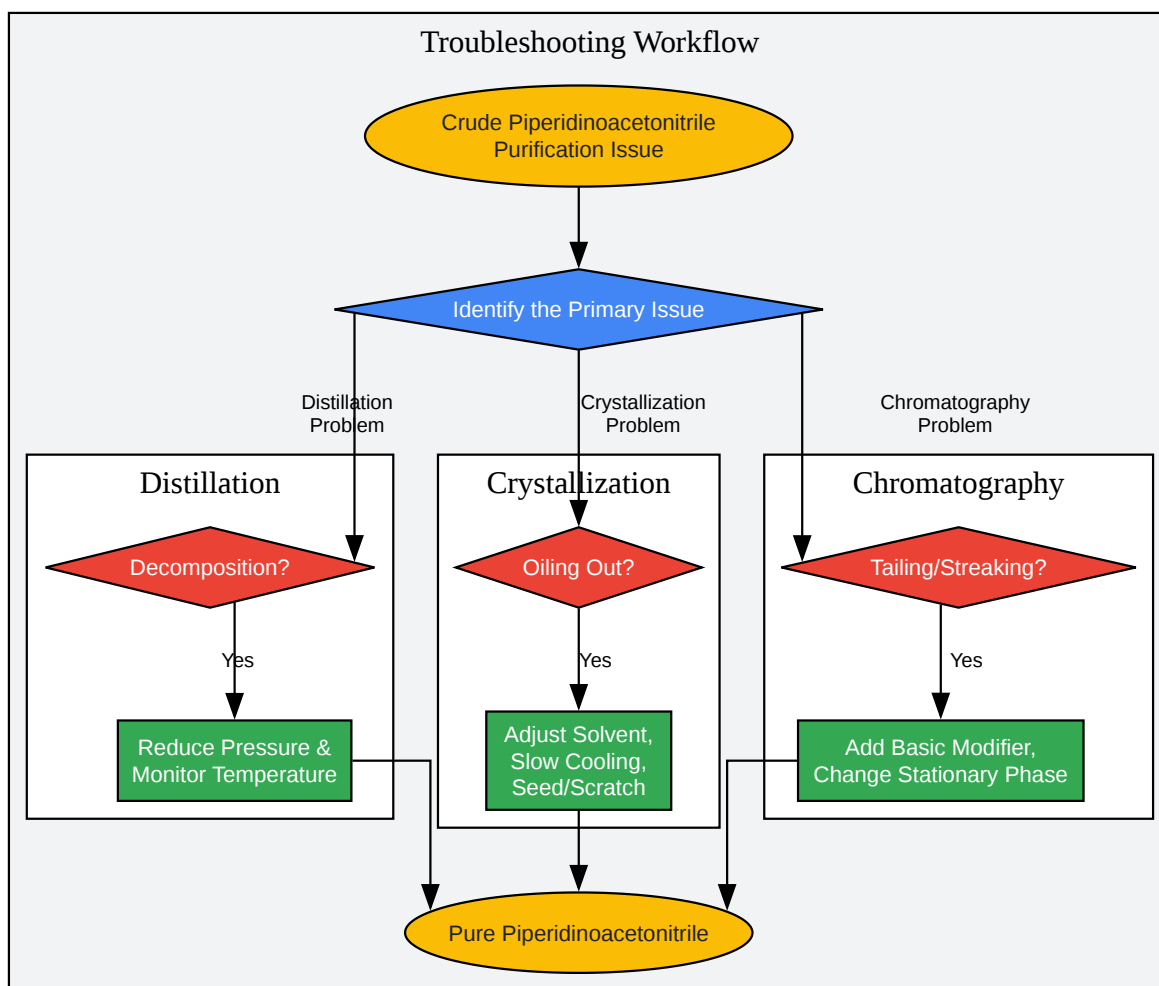 Troubleshooting Workflow
Crude Piperidinoacetonitrile
Purification Issue
Identify the Primary Issue
Distillation
Problem
Crystallization
Problem
Chromatography
Problem
Distillation
Decomposition?
Yes
Reduce Pressure &
Monitor Temperature
Crystallization
Oiling Out?
Yes
Adjust Solvent,
Slow Cooling,
Seed/Scratch
Chromatography
Tailing/Streaking?
Yes
Add Basic Modifier,
Change Stationary Phase
Pure Piperidinoacetonitrile